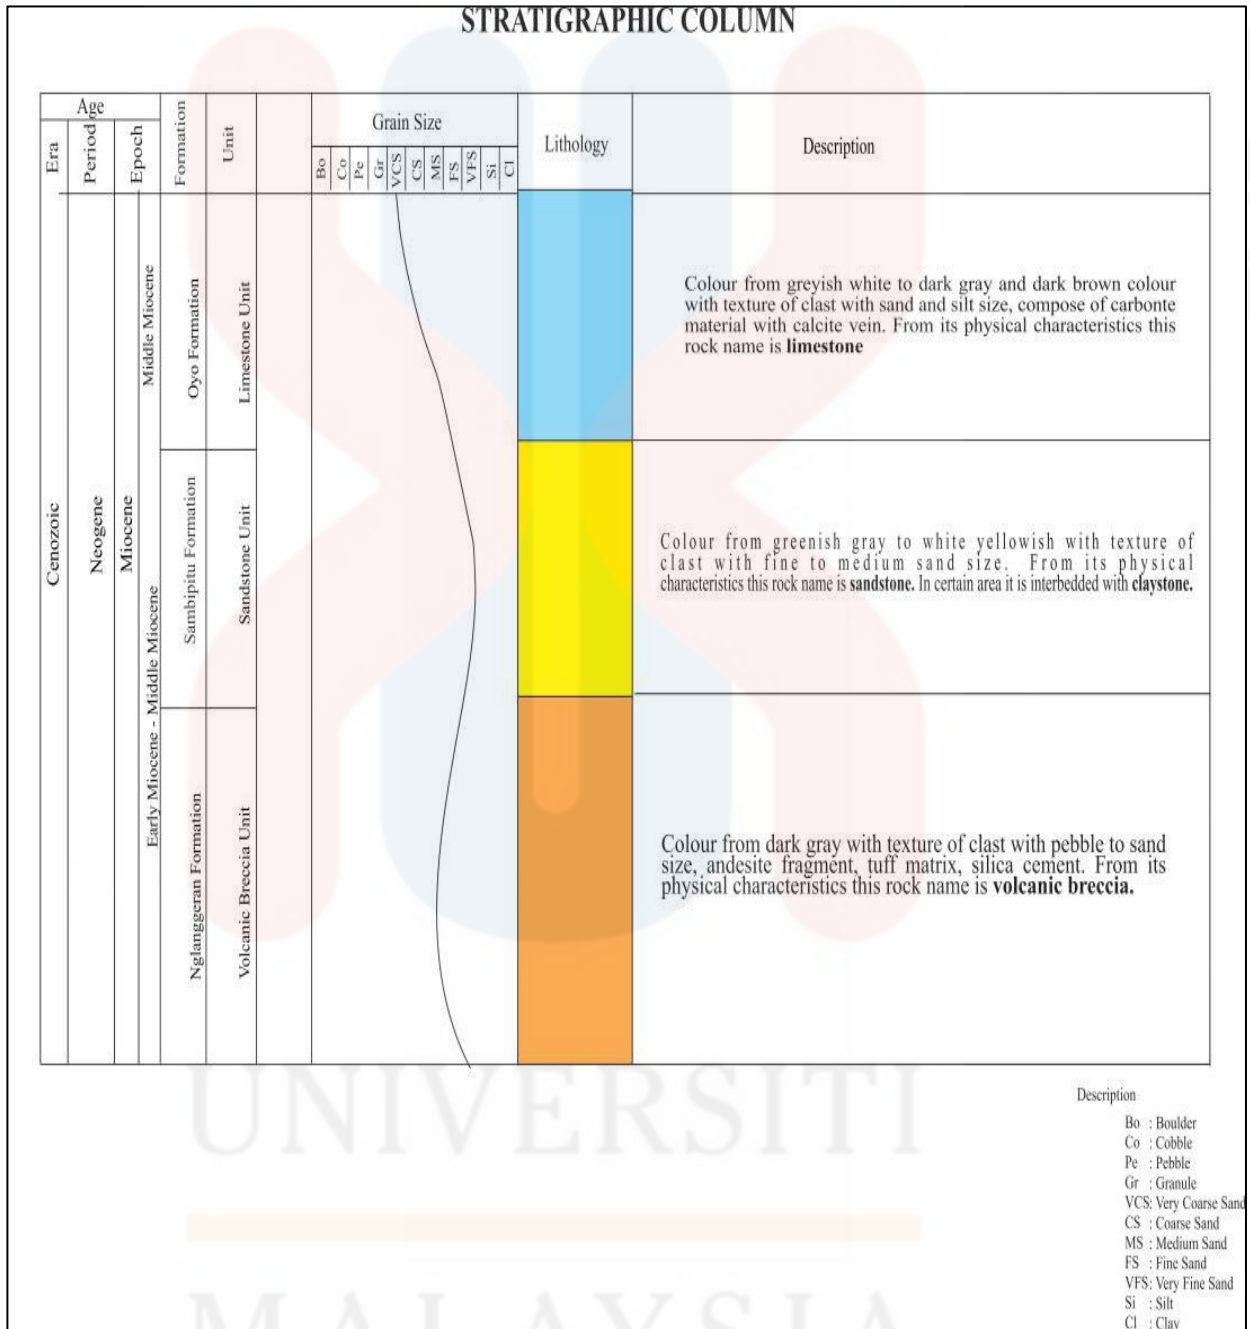 STRATIGRAPHIC COLUMN
Age
Era
Period
Epoch
Formation
Unit
Grain Size
Bo
Co
Pe
Gr
VCS
CS
MS
FS
VFS
Si
Cl
Lithology
Description
Cenozoic
Neogene
Miocene
Middle Miocene
Early Miocene - Middle Miocene
Oyo Formation
Limestone Unit
Colour from greyish white to dark gray and dark brown colour
with texture of clast with sand and silt size, compose of carbonte
material with calcite vein. From its physical characteristics this
rock name is limestone
Sambipitu Formation
Sandstone Unit
Colour from greenish gray to white yellowish with texture of
clast with fine to medium sand size. From its physical
characteristics this rock name is sandstone. In certain area it is interbedded with claystone.
Nglanggeran Formation
Volcanic Breccia Unit
Colour from dark gray with texture of clast with pebble to sand
size, andesite fragment, tuff matrix, silica cement. From its
physical characteristics this rock name is volcanic breccia.
UNIVERSITI
MALAYSIA
Description
Bo : Boulder
Co : Cobble
Pe : Pebble
Gr : Granule
VCS: Very Coarse Sand
CS : Coarse Sand
MS : Medium Sand
FS : Fine Sand
VFS: Very Fine Sand
Si : Silt
Cl : Clay